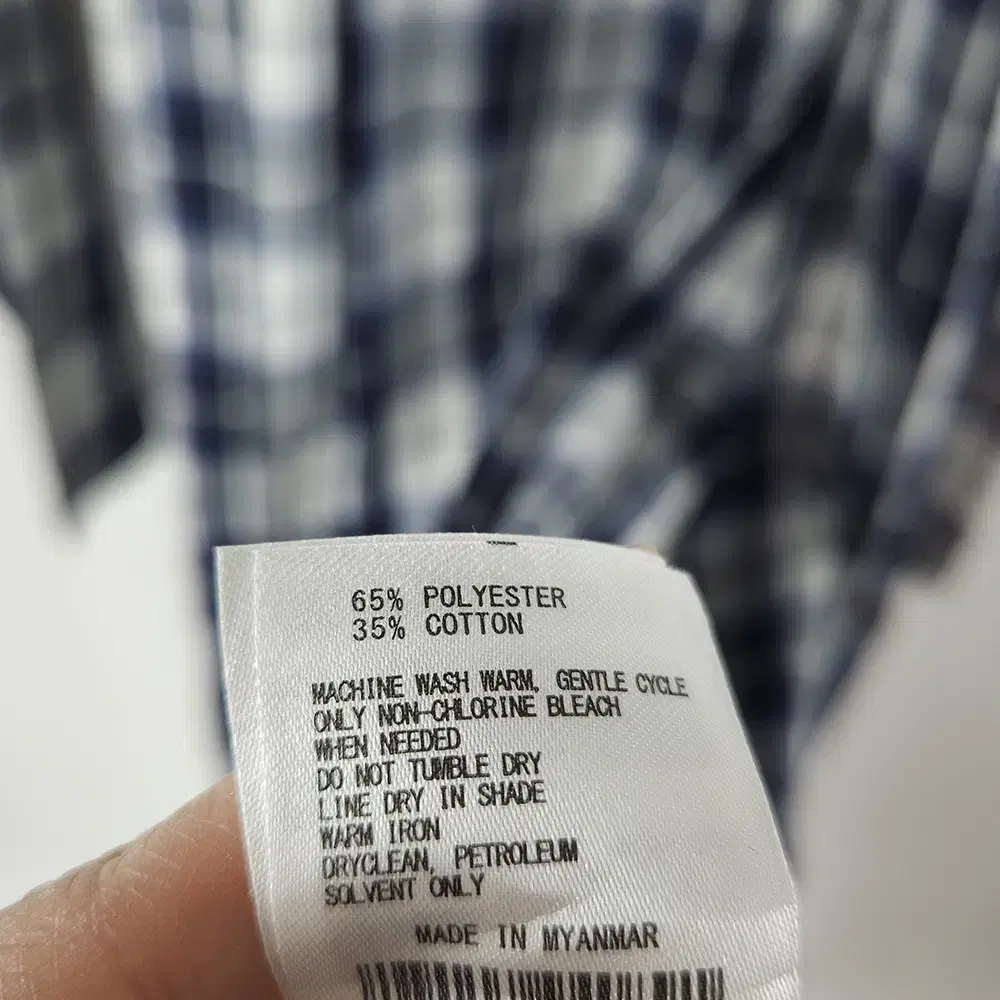 65% POLYESTER
35% COTTON
MACHINE WASH WARM, GENTLE CYCLE
ONLY NON-CHLORINE BLEACH
WHEN NEEDED
DO NOT TUMBLE DRY
LINE DRY IN SHADE
WARM IRON
DRYCLEAN, PETROLEUM
SOLVENT ONLY
MADE IN MYANMAR